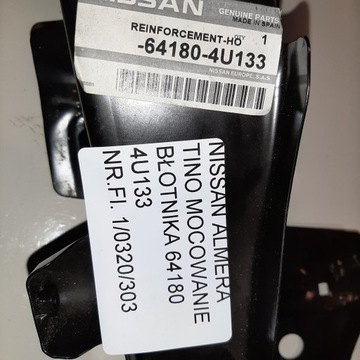 NISSAN
GENUINE PARTS
MADE IN SPAIN
REINFORCEMENT-HO QTY 1
-64180-4U133
NISSAN EUROPE, S.A.S.
NISSAN ALMERA
TINO MOCOWANIE
BŁOTNIKA 64180
4U133
NR.FI. 1/0320/303